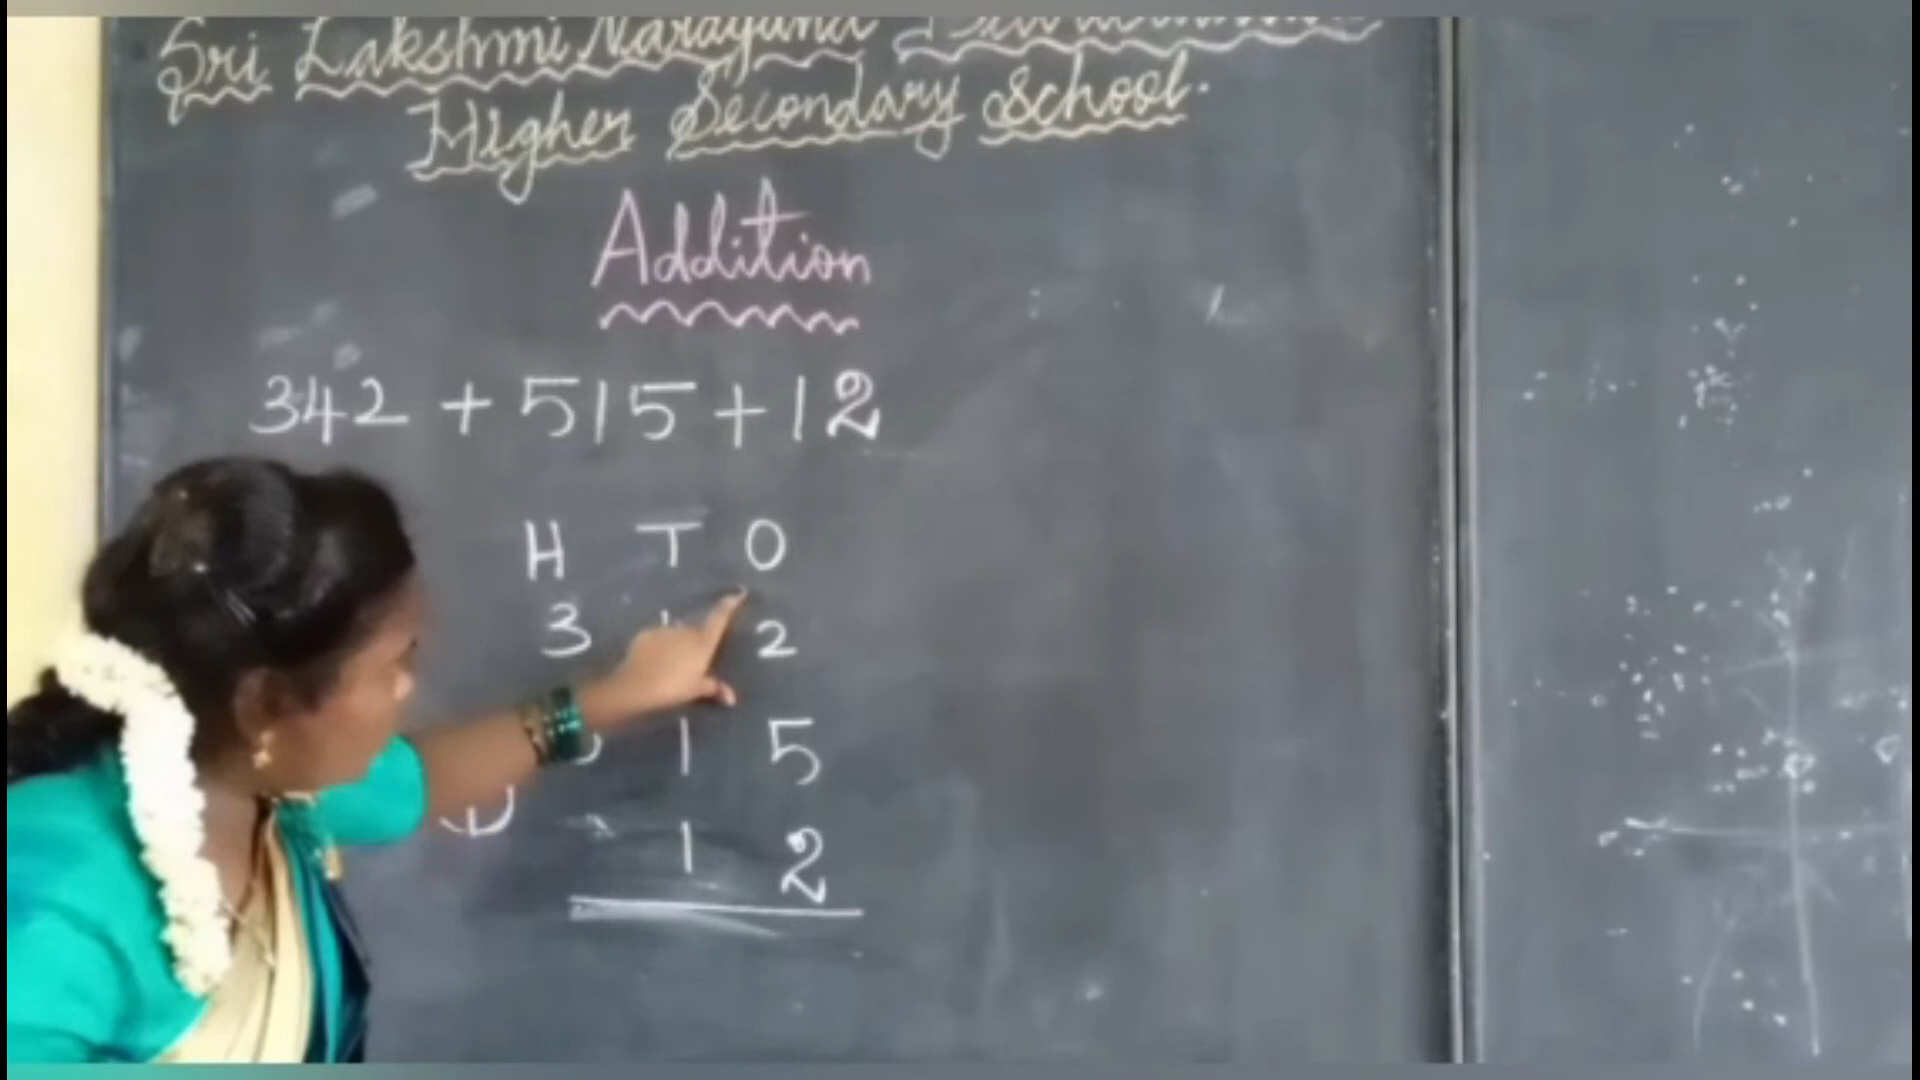 Sri Lakshmi Narayana
Higher Secondary School.
Addition
342 + 515 + 12
H T O
3 2
1 5
1 2